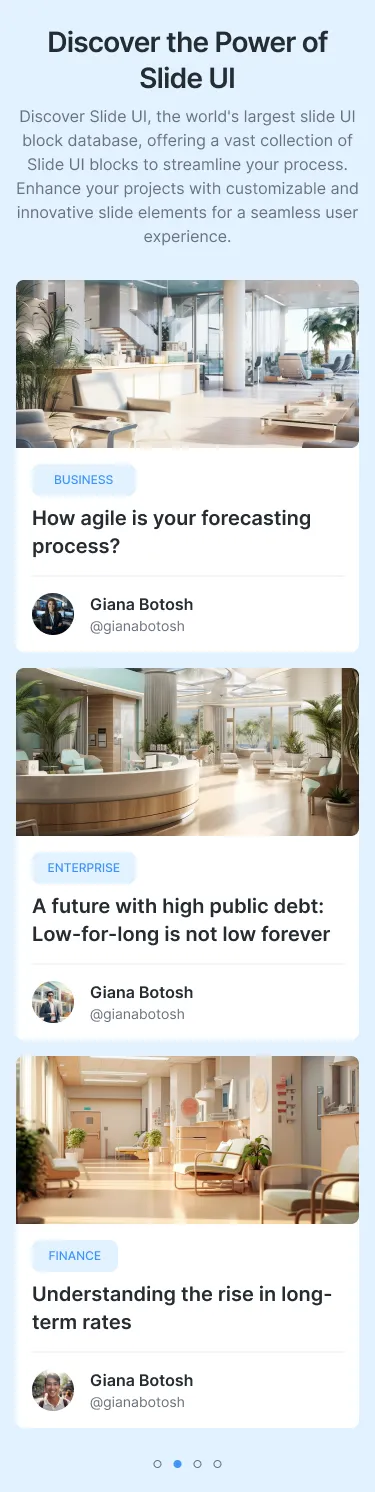 Discover the Power of
Slide UI
Discover Slide UI, the world's largest slide UI
block database, offering a vast collection of
Slide UI blocks to streamline your process.
Enhance your projects with customizable and
innovative slide elements for a seamless user
experience.
BUSINESS
How agile is your forecasting
process?
Giana Botosh
@gianabotosh
ENTERPRISE
A future with high public debt:
Low-for-long is not low forever
Giana Botosh
@gianabotosh
FINANCE
Understanding the rise in long-
term rates
Giana Botosh
@gianabotosh